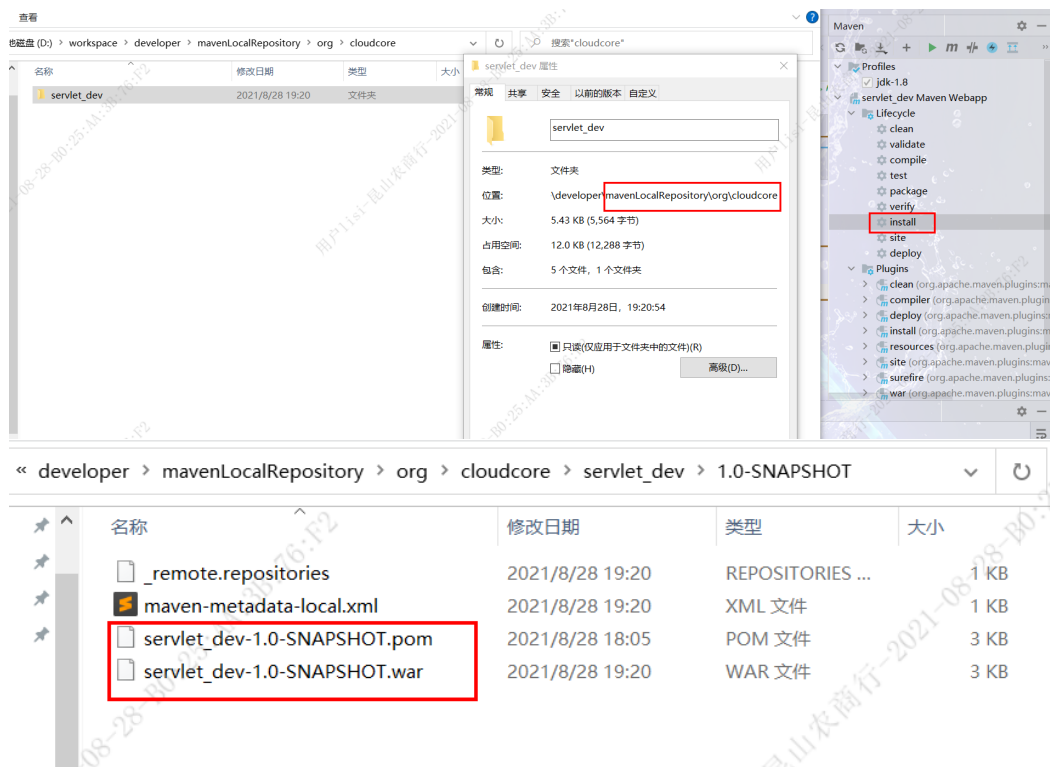 查看
地磁盘 (D:) > workspace > developer > mavenLocalRepository > org > cloudcore
搜索"cloudcore"
名称 修改日期 类型 大小
servlet_dev 2021/8/28 19:20 文件夹
servlet_dev 属性
常规 共享 安全 以前的版本 自定义
servlet_dev
类型: 文件夹
位置: \developer\mavenLocalRepository\org\cloudcore
大小: 5.43 KB (5,564 字节)
占用空间: 12.0 KB (12,288 字节)
包含: 5 个文件，1 个文件夹
创建时间: 2021年8月28日，19:20:54
属性: 只读(仅应用于文件夹中的文件)(R)
隐藏(H) 高级(D)...
Maven
Profiles
jdk-1.8
servlet_dev Maven Webapp
Lifecycle
clean
validate
compile
test
package
verify
install
site
deploy
Plugins
clean (org.apache.maven.plugins:ma
compiler (org.apache.maven.plugin
deploy (org.apache.maven.plugins:
install (org.apache.maven.plugins:m
resources (org.apache.maven.plugi
site (org.apache.maven.plugins:mav
surefire (org.apache.maven.plugins:
war (org.apache.maven.plugins:mav
« developer > mavenLocalRepository > org > cloudcore > servlet_dev > 1.0-SNAPSHOT
名称 修改日期 类型 大小
_remote.repositories 2021/8/28 19:20 REPOSITORIES ... 1 KB
maven-metadata-local.xml 2021/8/28 19:20 XML 文件 1 KB
servlet_dev-1.0-SNAPSHOT.pom 2021/8/28 18:05 POM 文件 3 KB
servlet_dev-1.0-SNAPSHOT.war 2021/8/28 19:20 WAR 文件 3 KB